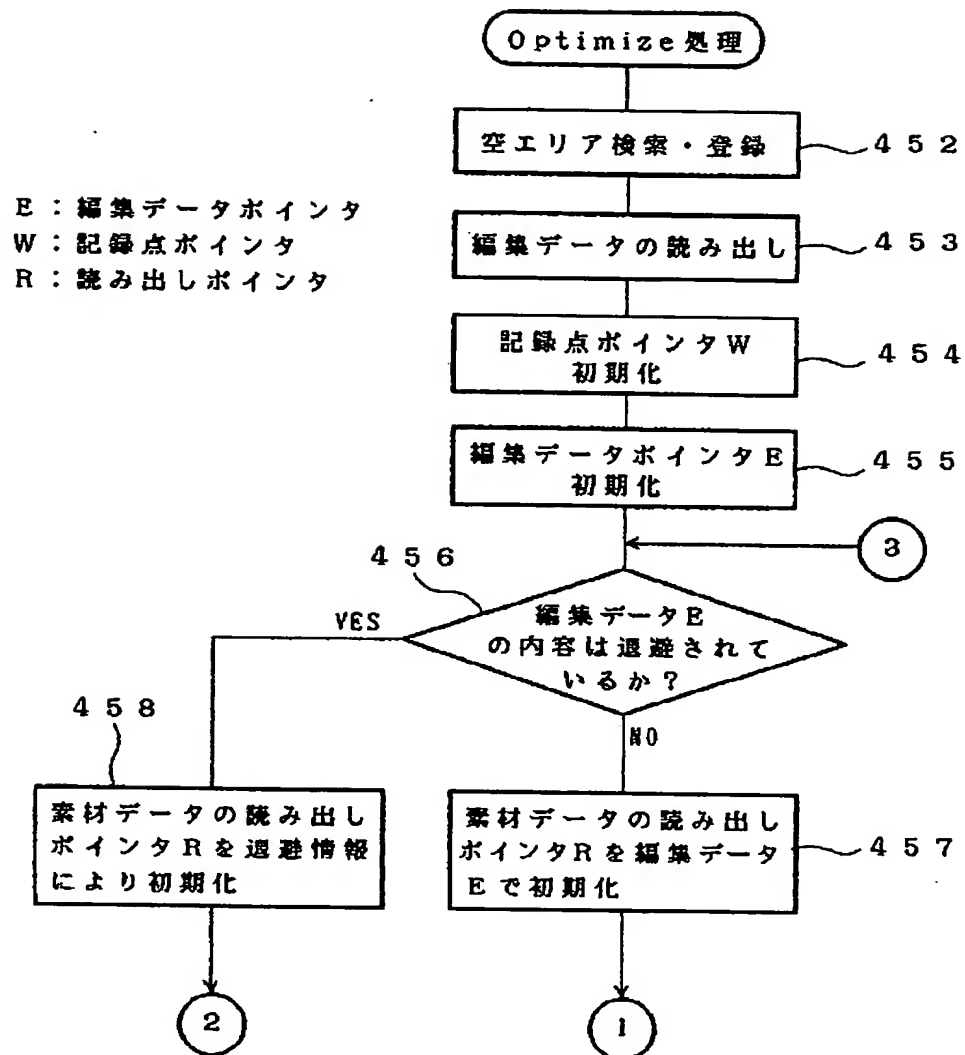 Optimize処理
空エリア検索・登録
452
E:編集データポインタ
W:記録点ポインタ
R:読み出しポインタ
編集データの読み出し
453
記録点ポインタW
初期化
454
編集データポインタE
初期化
455
3
456
編集データE
の内容は退避されて
いるか?
YES
NO
458
素材データの読み出し
ポインタRを退避情報
により初期化
素材データの読み出し
ポインタRを編集データ
Eで初期化
457
2
1